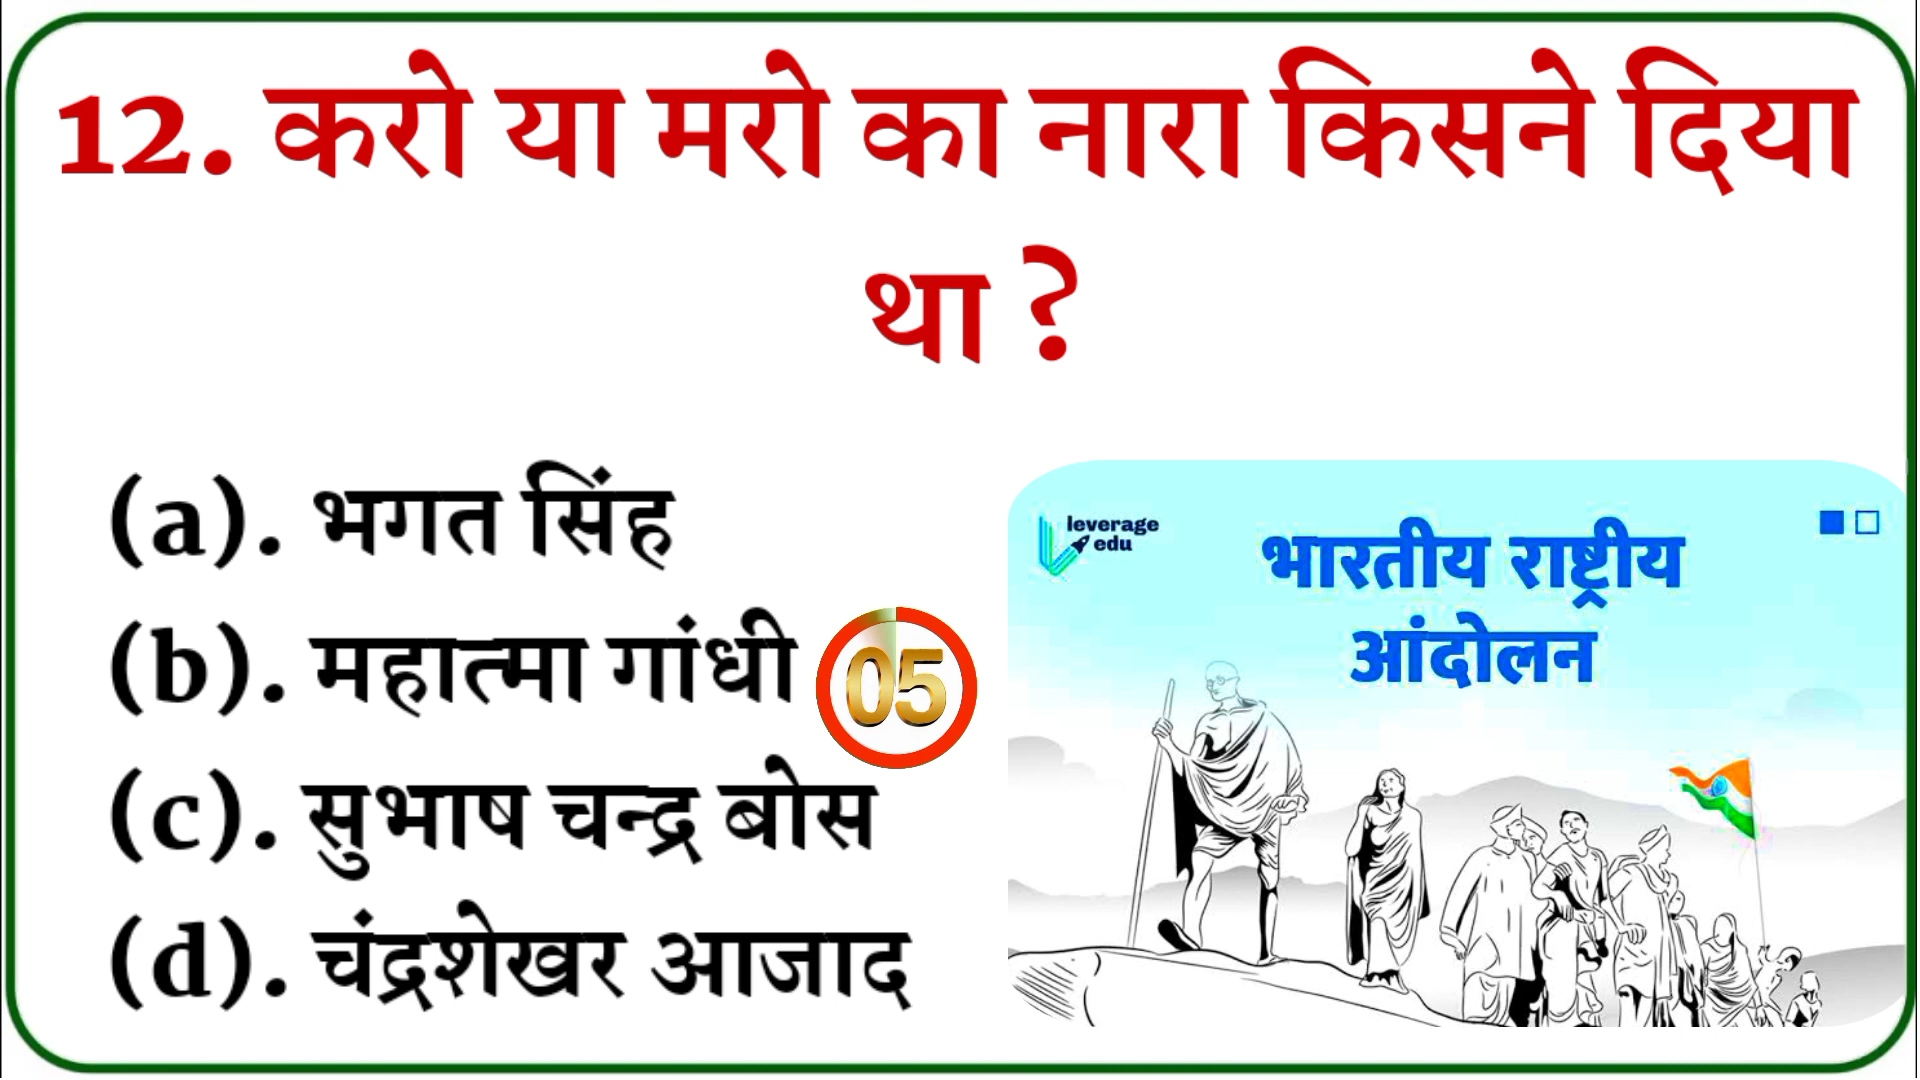 12. करो या मरो का नारा किसने दिया
था ?
(a). भगत सिंह
(b). महात्मा गांधी
05
(c). सुभाष चन्द्र बोस
(d). चंद्रशेखर आजाद
leverage
edu
भारतीय राष्ट्रीय
आंदोलन